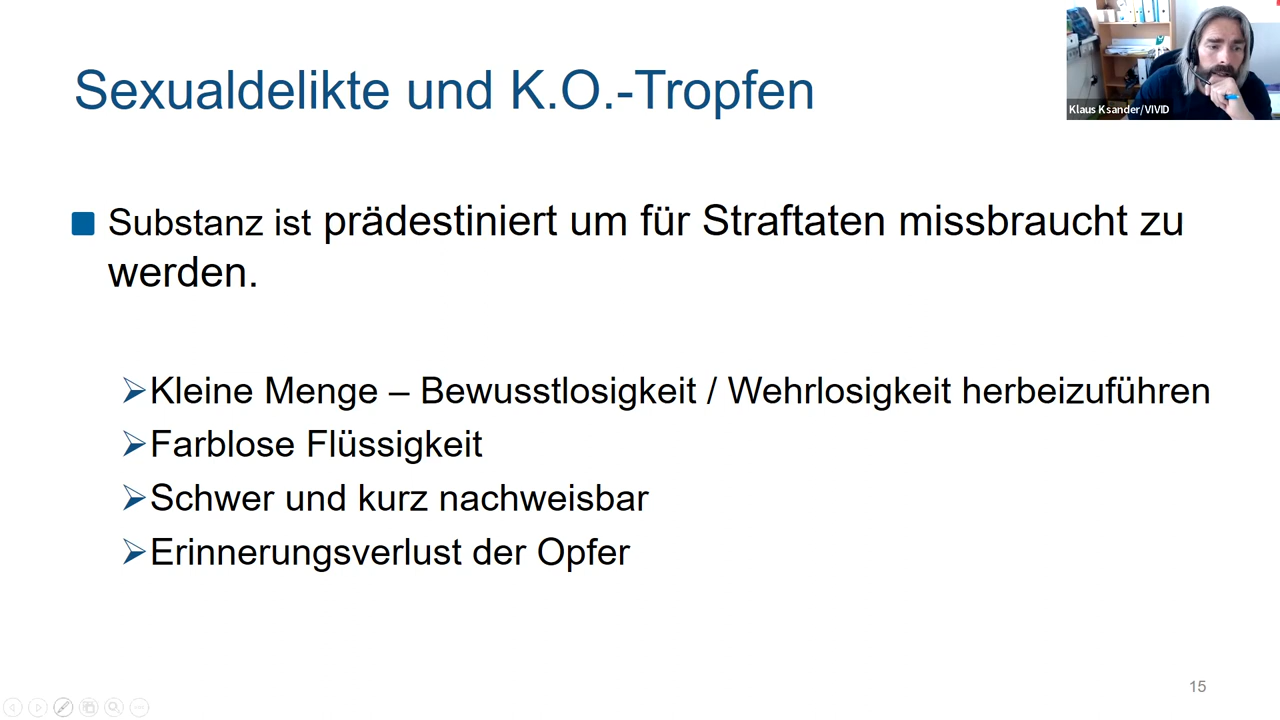 Sexualdelikte und K.O.-Tropfen
Klaus Ksander/VIVID
Substanz ist prädestiniert um für Straftaten missbraucht zu
werden.
Kleine Menge – Bewusstlosigkeit / Wehrlosigkeit herbeizuführen
Farblose Flüssigkeit
Schwer und kurz nachweisbar
Erinnerungsverlust der Opfer
15